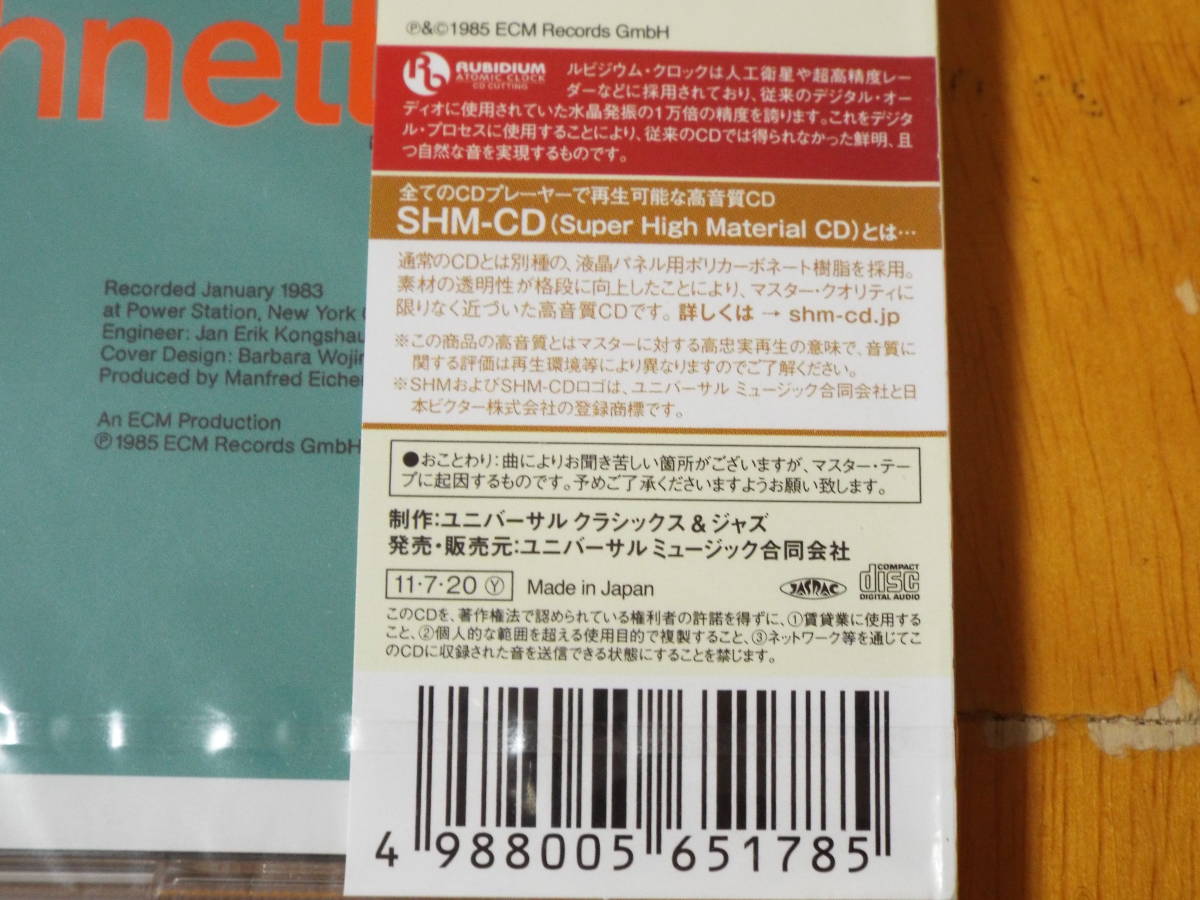 hnett
Recorded January 1983
at Power Station, New York
Engineer: Jan Erik Kongshau
Cover Design: Barbara Wojir
Produced by Manfred Eicher
An ECM Production
Ⓟ1985 ECM Records GmbH
Ⓟ&©1985 ECM Records GmbH
Rb RUBIDIUM
ATOMIC CLOCK
CD CUTTING
ルビジウム・クロックは人工衛星や超高精度レー
ダーなどに採用されており、従来のデジタル・オー
ディオに使用されていた水晶発振の1万倍の精度を誇ります。これをデジタ
ル・プロセスに使用することにより、従来のCDでは得られなかった鮮明、且
つ自然な音を実現するものです。
全てのCDプレーヤーで再生可能な高音質CD
SHM-CD(Super High Material CD)とは…
通常のCDとは別種の、液晶パネル用ポリカーボネート樹脂を採用。
素材の透明性が格段に向上したことにより、マスター・クオリティに
限りなく近づいた高音質CDです。詳しくは → shm-cd.jp
※この商品の高音質とはマスターに対する高忠実再生の意味で、音質に
関する評価は再生環境等により異なりますのでご了解ください。
※SHMおよびSHM-CDロゴは、ユニバーサル ミュージック合同会社と日
本ビクター株式会社の登録商標です。
●おことわり:曲によりお聞き苦しい箇所がございますが、マスター・テー
プに起因するものです。予めご了承くださいますようお願い致します。
制作:ユニバーサル クラシックス&ジャズ
発売・販売元:ユニバーサル ミュージック合同会社
11・7・20 Ⓨ Made in Japan JASRAC COMPACT disc DIGITAL AUDIO
このCDを、著作権法で認められている権利者の許諾を得ずに、①賃貸業に使用する
こと、②個人的な範囲を超える使用目的で複製すること、③ネットワーク等を通じてこ
のCDに収録された音を送信できる状態にすることを禁じます。
4 988005 651785